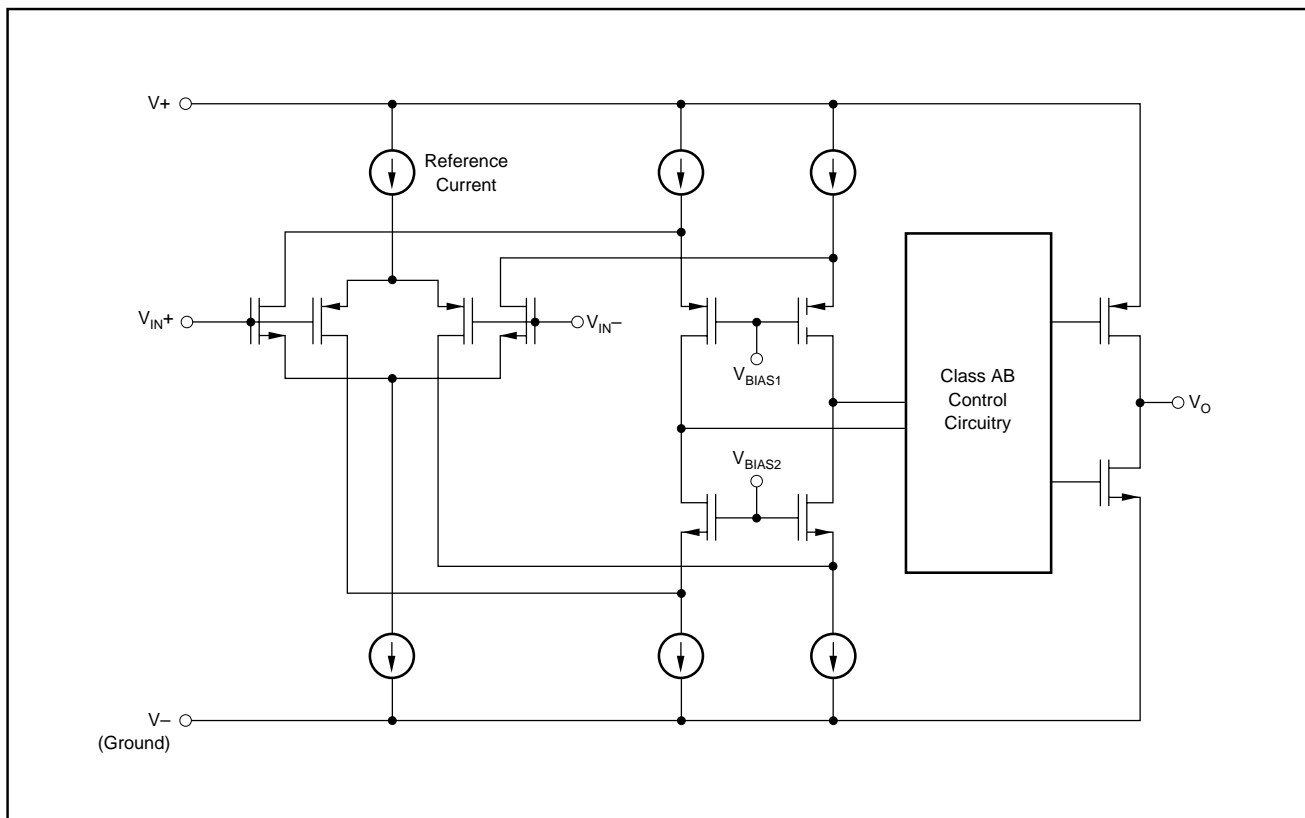 V+
Reference
Current
V_IN+
V_IN–
V_BIAS1
Class AB
Control
Circuitry
V_O
V_BIAS2
V–
(Ground)